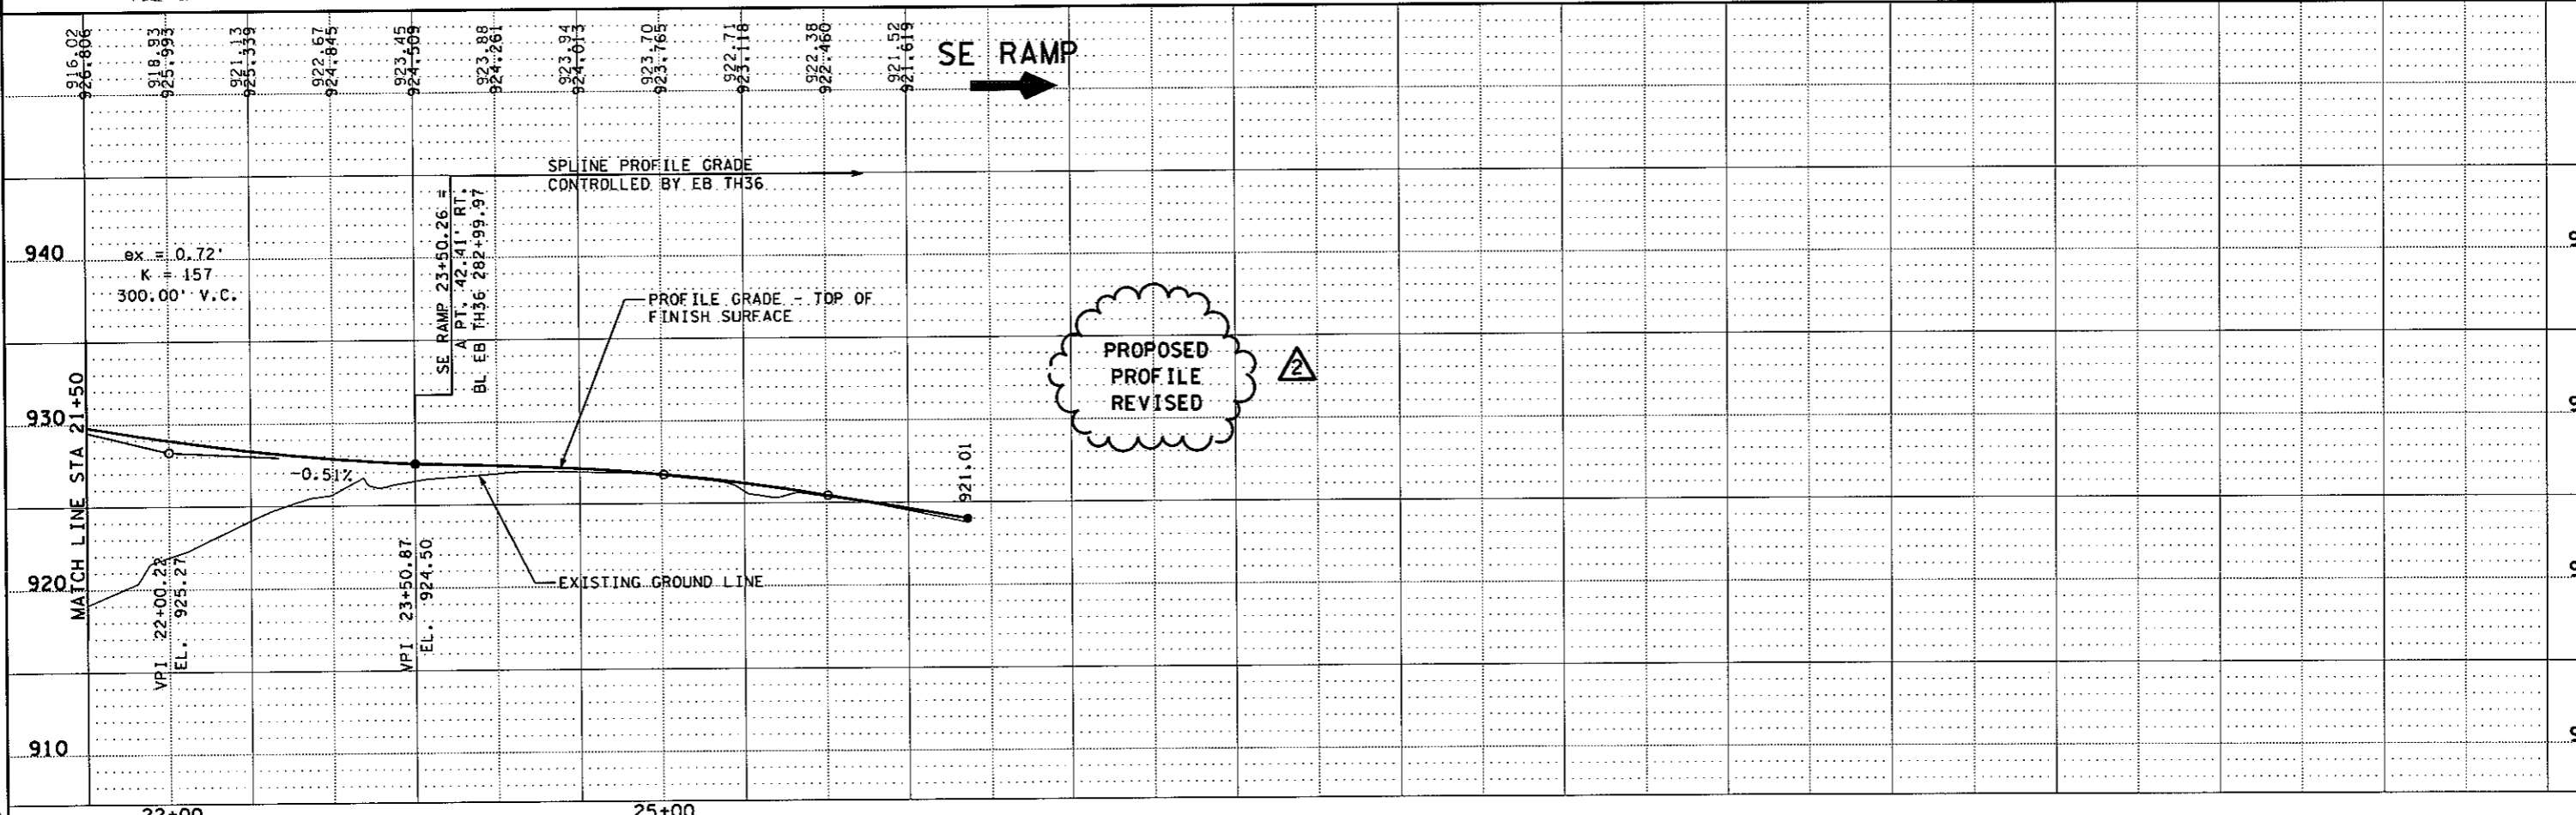 916.02
926.806
918.93
925.993
921.13
925.339
922.67
924.845
923.45
924.509
923.88
924.261
923.94
924.013
923.70
923.765
922.71
923.118
922.38
922.460
921.52
921.619
SE RAMP
SPLINE PROFILE GRADE
CONTROLLED BY EB TH36
SE RAMP 23+50.26 =
A PT. 42.41' RT.
BL EB TH36 282+99.97
940
ex = 0.72'
K = 157
300.00' V.C.
PROFILE GRADE - TOP OF
FINISH SURFACE
PROPOSED
PROFILE
REVISED
2
MATCH LINE STA 21+50
930
-0.51%
921.01
920
VPI 22+00.22
EL. 925.27
VPI 23+50.87
EL. 924.50
EXISTING GROUND LINE
910
22+00
25+00